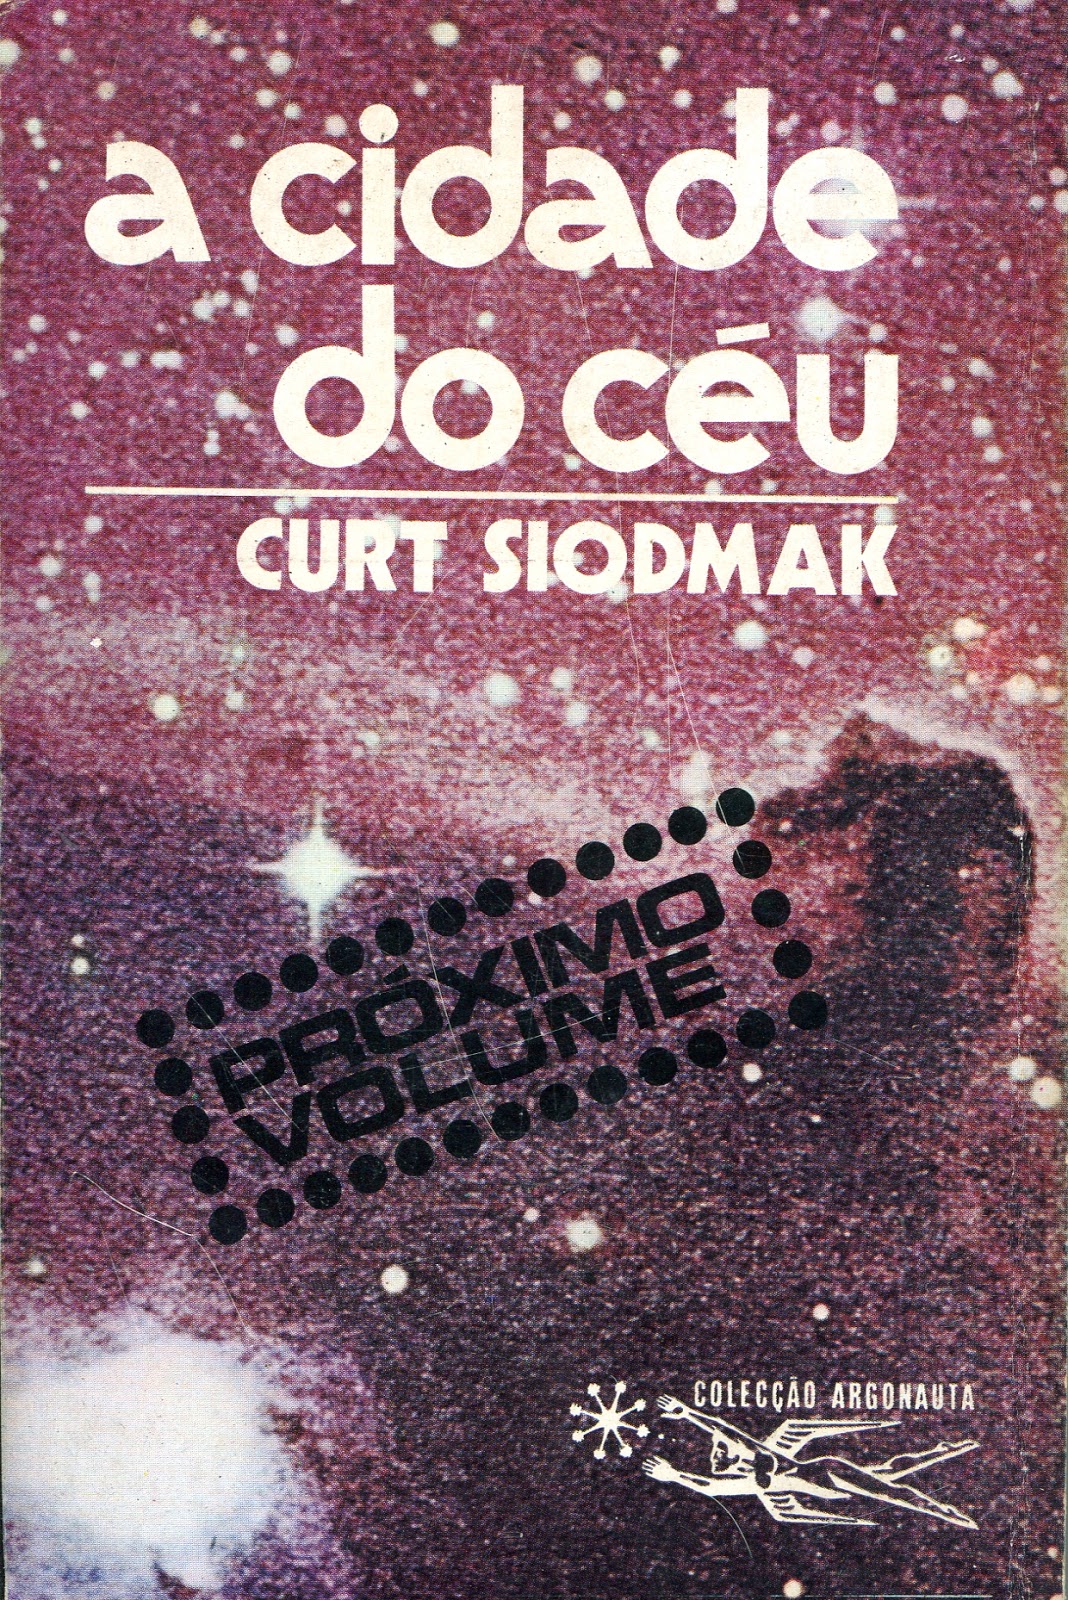 a cidade
do céu
CURT SIODMAK
PRÓXIMO
VOLUME
COLECÇÃO ARGONAUTA